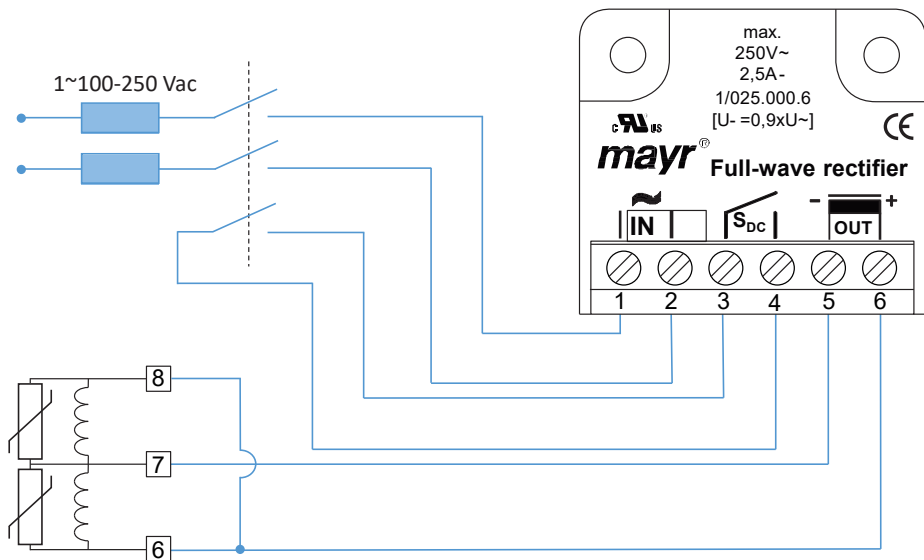 1~100-250 Vac
max.
250V~
2,5A-
1/025.000.6
[U- =0,9xU~]
c RU US
CE
mayr®
Full-wave rectifier
~
- +
IN
SDC
OUT
1 2 3 4 5 6
8
7
6